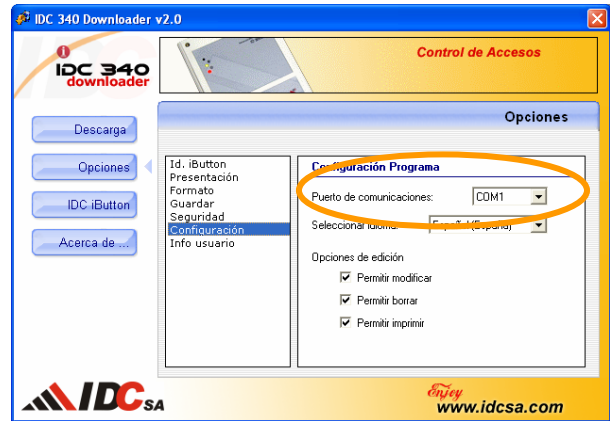 IDC 340 Downloader v2.0
IDC 340
downloader
Control de Accesos
Opciones
Descarga
Opciones
IDC iButton
Acerca de ...
Id. iButton
Presentación
Formato
Guardar
Seguridad
Configuración
Info usuario
Configuración Programa
Puerto de comunicaciones: COM1
Seleccionar idioma: Español (España)
Opciones de edición
Permitir modificar
Permitir borrar
Permitir imprimir
IDC SA
Enjoy
www.idcsa.com